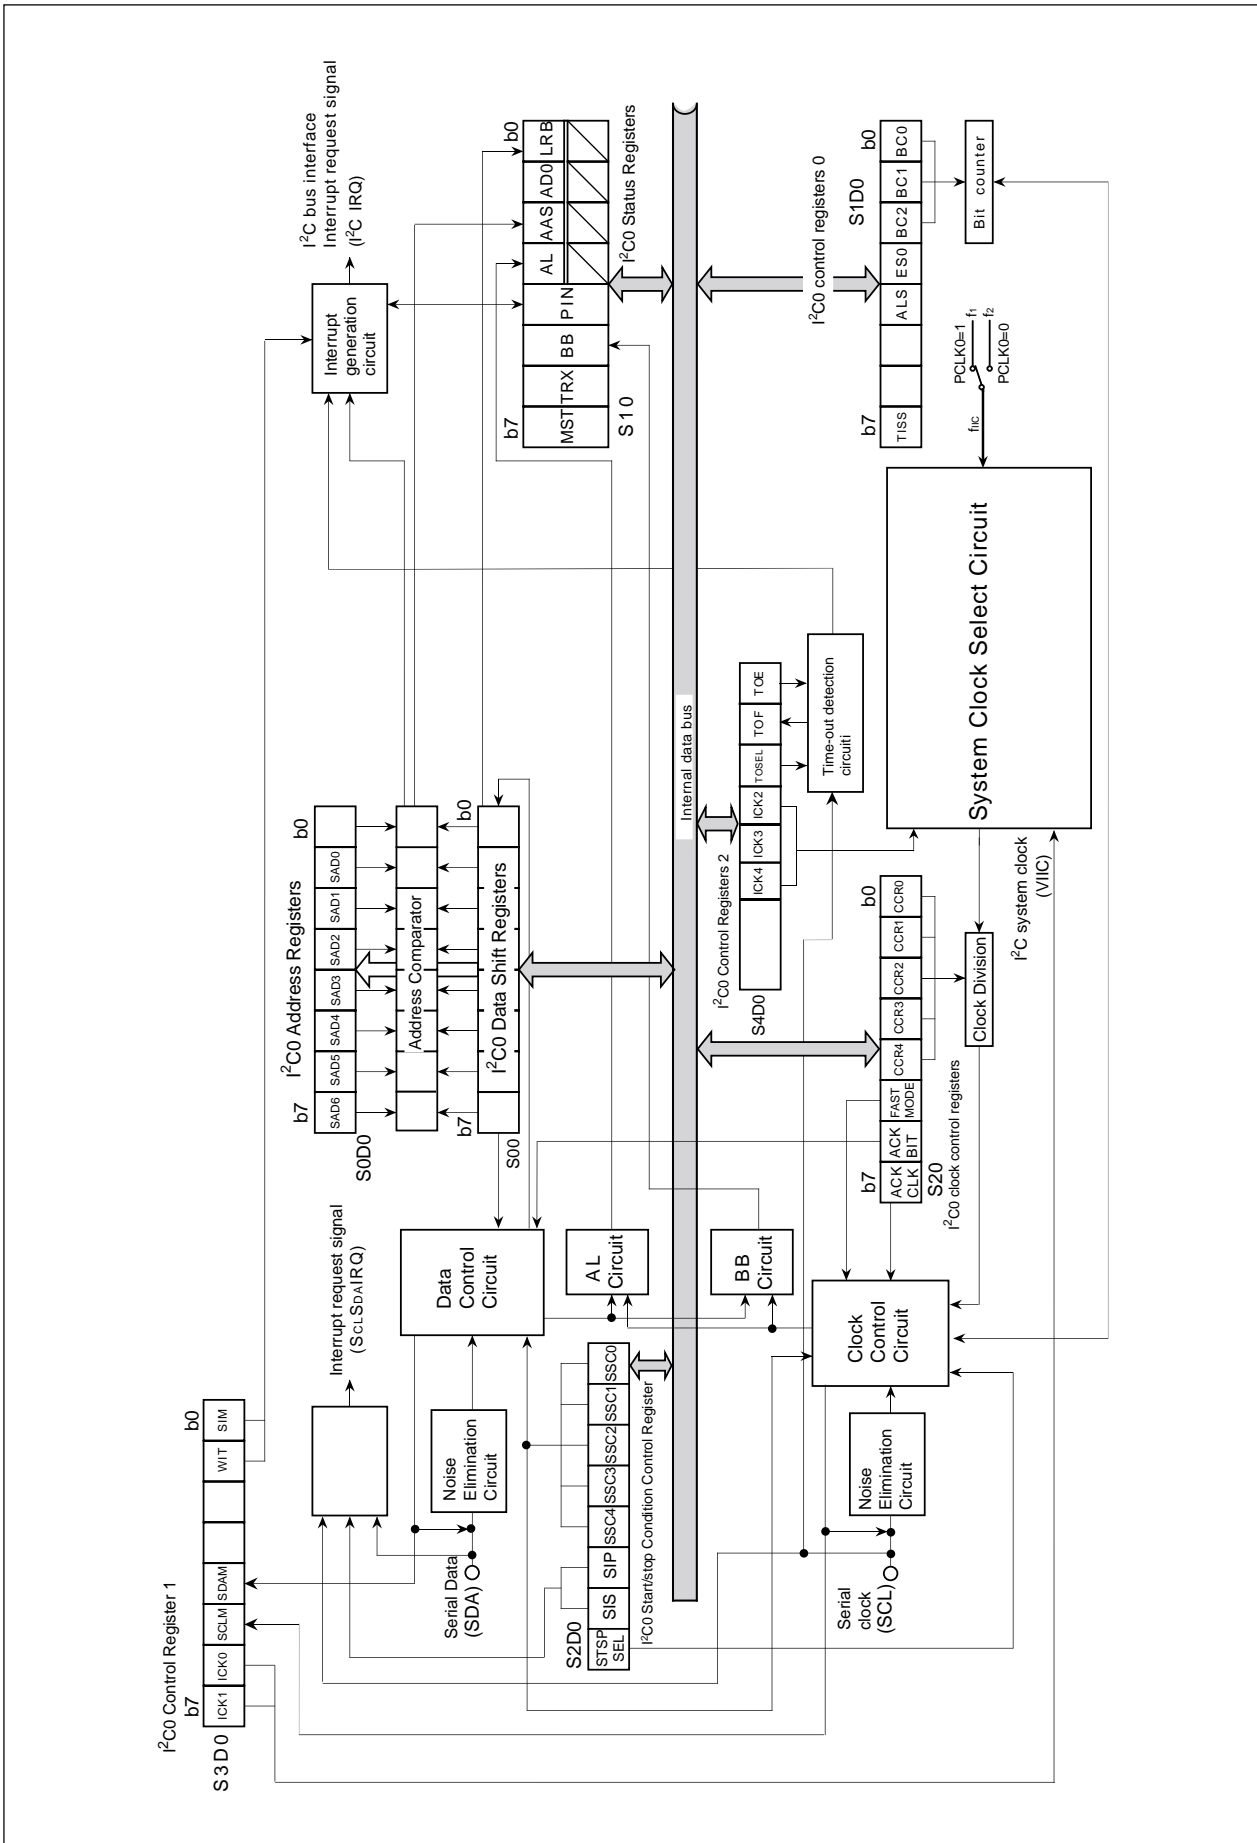 I²C0 Control Register 1
b7
b0
ICK1
ICK0
SCLM
SDAM
WIT
SIM
S3D0
Interrupt request signal
(SCLSDAIRQ)
I²C0 Address Registers
b7
b0
SAD6
SAD5
SAD4
SAD3
SAD2
SAD1
SAD0
S0D0
Address Comparator
b7
b0
I²C0 Data Shift Registers
S00
Interrupt
generation
circuit
I²C bus interface
Interrupt request signal
(I²C IRQ)
Serial Data
(SDA)
Noise
Elimination
Circuit
Data
Control
Circuit
AL
Circuit
BB
Circuit
b7
b0
MST
TRX
BB
PIN
AL
AAS
AD0
LRB
S10
I²C0 Status Registers
S2D0
STSP
SEL
SIS
SIP
SSC4
SSC3
SSC2
SSC1
SSC0
I²C0 Start/stop Condition Control Register
Internal data bus
I²C0 Control Registers 2
S4D0
ICK4
ICK3
ICK2
TOSEL
TOF
TOE
Time-out detection
circuiti
I²C0 control registers 0
S1D0
b7
b0
TISS
ALS
ES0
BC2
BC1
BC0
Bit counter
Serial
clock
(SCL)
Noise
Elimination
Circuit
Clock
Control
Circuit
b7
b0
ACK
CLK
ACK
BIT
FAST
MODE
CCR4
CCR3
CCR2
CCR1
CCR0
S20
I²C0 clock control registers
Clock Division
I²C system clock
(VIIC)
System Clock Select Circuit
fIIC
PCLK0=1
PCLK0=0
f1
f2